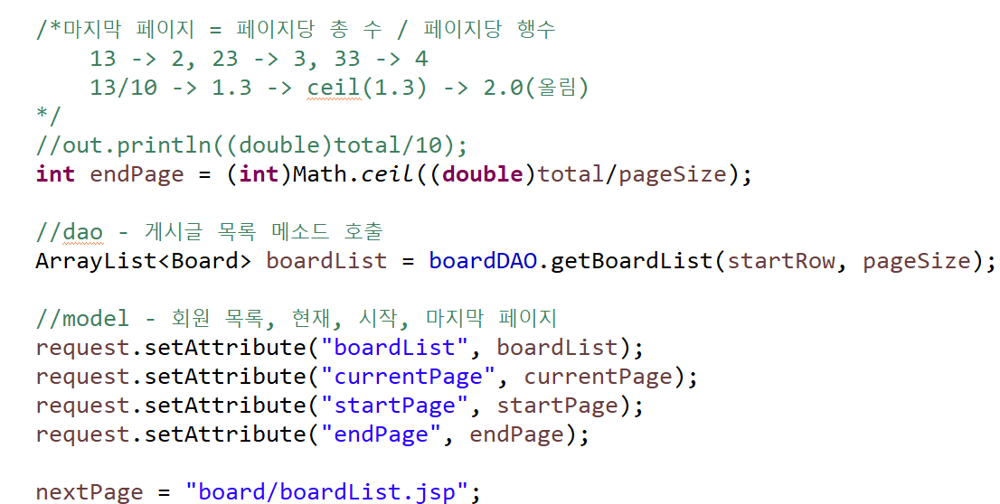 /*마지막 페이지 = 페이지당 총 수 / 페이지당 행수
13 -> 2, 23 -> 3, 33 -> 4
13/10 -> 1.3 -> ceil(1.3) -> 2.0(올림)
*/
//out.println((double)total/10);
int endPage = (int)Math.ceil((double)total/pageSize);
//dao - 게시글 목록 메소드 호출
ArrayList<Board> boardList = boardDAO.getBoardList(startRow, pageSize);
//model - 회원 목록, 현재, 시작, 마지막 페이지
request.setAttribute("boardList", boardList);
request.setAttribute("currentPage", currentPage);
request.setAttribute("startPage", startPage);
request.setAttribute("endPage", endPage);
nextPage = "board/boardList.jsp";